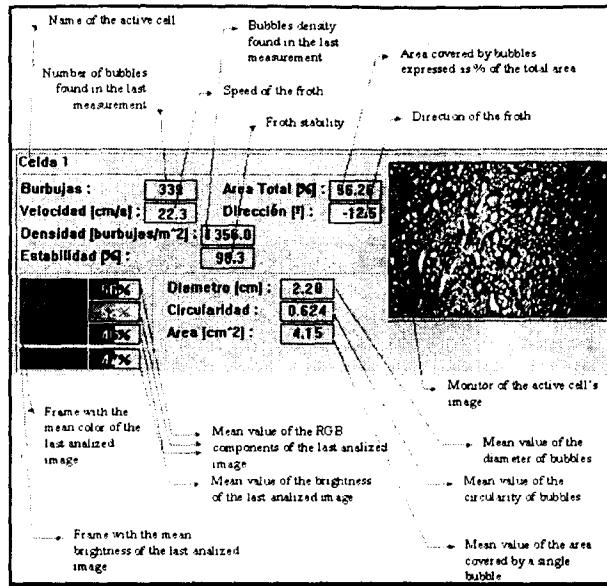 Name of the active cell
Bubbles density
found in the last
measurement
Area covered by bubbles
expressed as % of the total area
Number of bubbles
found in the last
measurement
Speed of the froth
Froth stability
Direction of the froth
Celda 1
Burbujas : 339 Area Total [%]: 96.26
Velocidad [cm/s] : 22.3 Dirección [º] :
Densidad [burbujas/m^2] : 1356.0
Estabilidad [%] : 98.3
Diametro [cm] : 2.20
Circularidad : 0.624
Area [cm^2] : 4.15
Monitor of the active cell's
image
Frame with the
mean color of the
last analized
image
Mean value of the RGB
components of the last analized
image
Mean value of the brightness
of the last analized image
Mean value of the
diameter of bubbles
Mean value of the
circularity of bubbles
Frame with the mean
brightness of the last analized
image
Mean value of the area
covered by a single
bubble